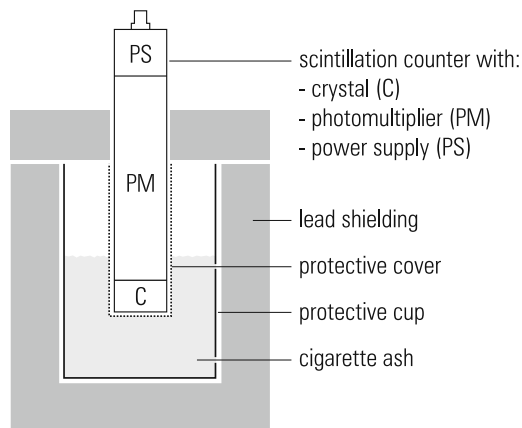 PS
scintillation counter with:
- crystal (C)
- photomultiplier (PM)
- power supply (PS)
PM
lead shielding
protective cover
C
protective cup
cigarette ash